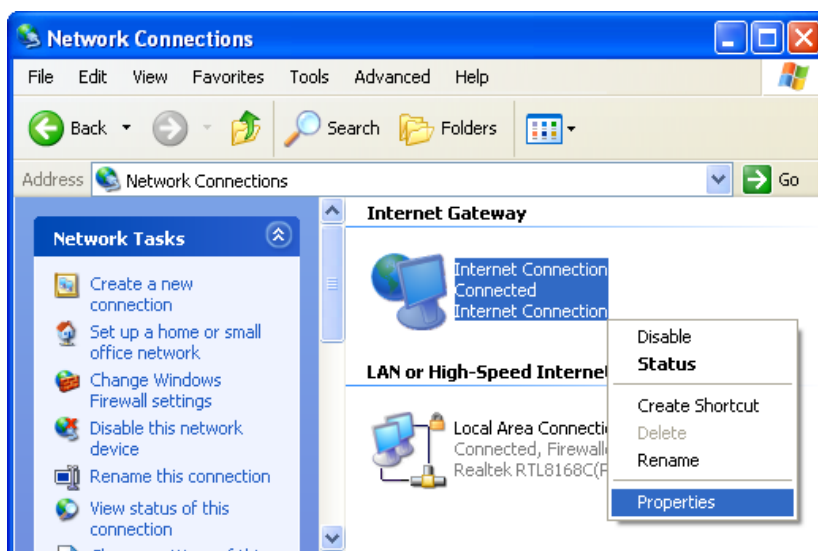 Network Connections
File Edit View Favorites Tools Advanced Help
Back Search Folders
Address Network Connections Go
Network Tasks
Create a new
connection
Set up a home or small
office network
Change Windows
Firewall settings
Disable this network
device
Rename this connection
View status of this
connection
Internet Gateway
Internet Connection
Connected
Internet Connection
LAN or High-Speed Internet
Local Area Connecti
Connected, Firewall
Realtek RTL8168C(P
Disable
Status
Create Shortcut
Delete
Rename
Properties